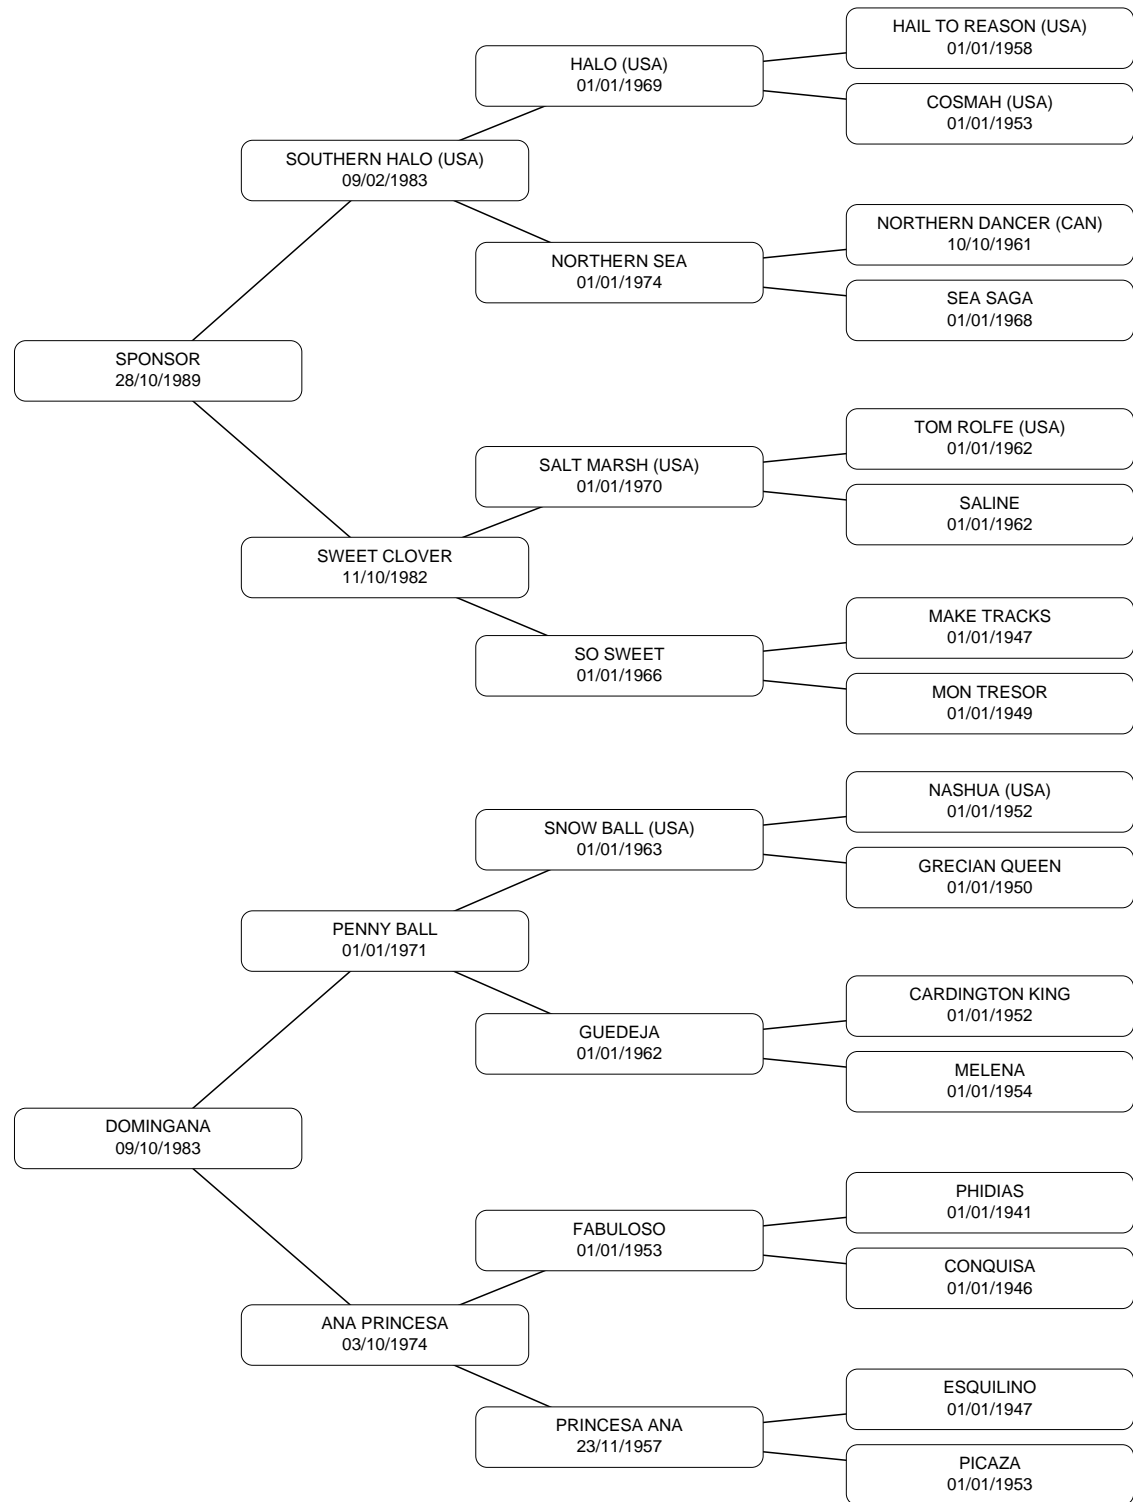 HAIL TO REASON (USA)
01/01/1958
HALO (USA)
01/01/1969
COSMAH (USA)
01/01/1953
SOUTHERN HALO (USA)
09/02/1983
NORTHERN DANCER (CAN)
10/10/1961
NORTHERN SEA
01/01/1974
SEA SAGA
01/01/1968
SPONSOR
28/10/1989
TOM ROLFE (USA)
01/01/1962
SALT MARSH (USA)
01/01/1970
SALINE
01/01/1962
SWEET CLOVER
11/10/1982
MAKE TRACKS
01/01/1947
SO SWEET
01/01/1966
MON TRESOR
01/01/1949
NASHUA (USA)
01/01/1952
SNOW BALL (USA)
01/01/1963
GRECIAN QUEEN
01/01/1950
PENNY BALL
01/01/1971
CARDINGTON KING
01/01/1952
GUEDEJA
01/01/1962
MELENA
01/01/1954
DOMINGANA
09/10/1983
PHIDIAS
01/01/1941
FABULOSO
01/01/1953
CONQUISA
01/01/1946
ANA PRINCESA
03/10/1974
ESQUILINO
01/01/1947
PRINCESA ANA
23/11/1957
PICAZA
01/01/1953